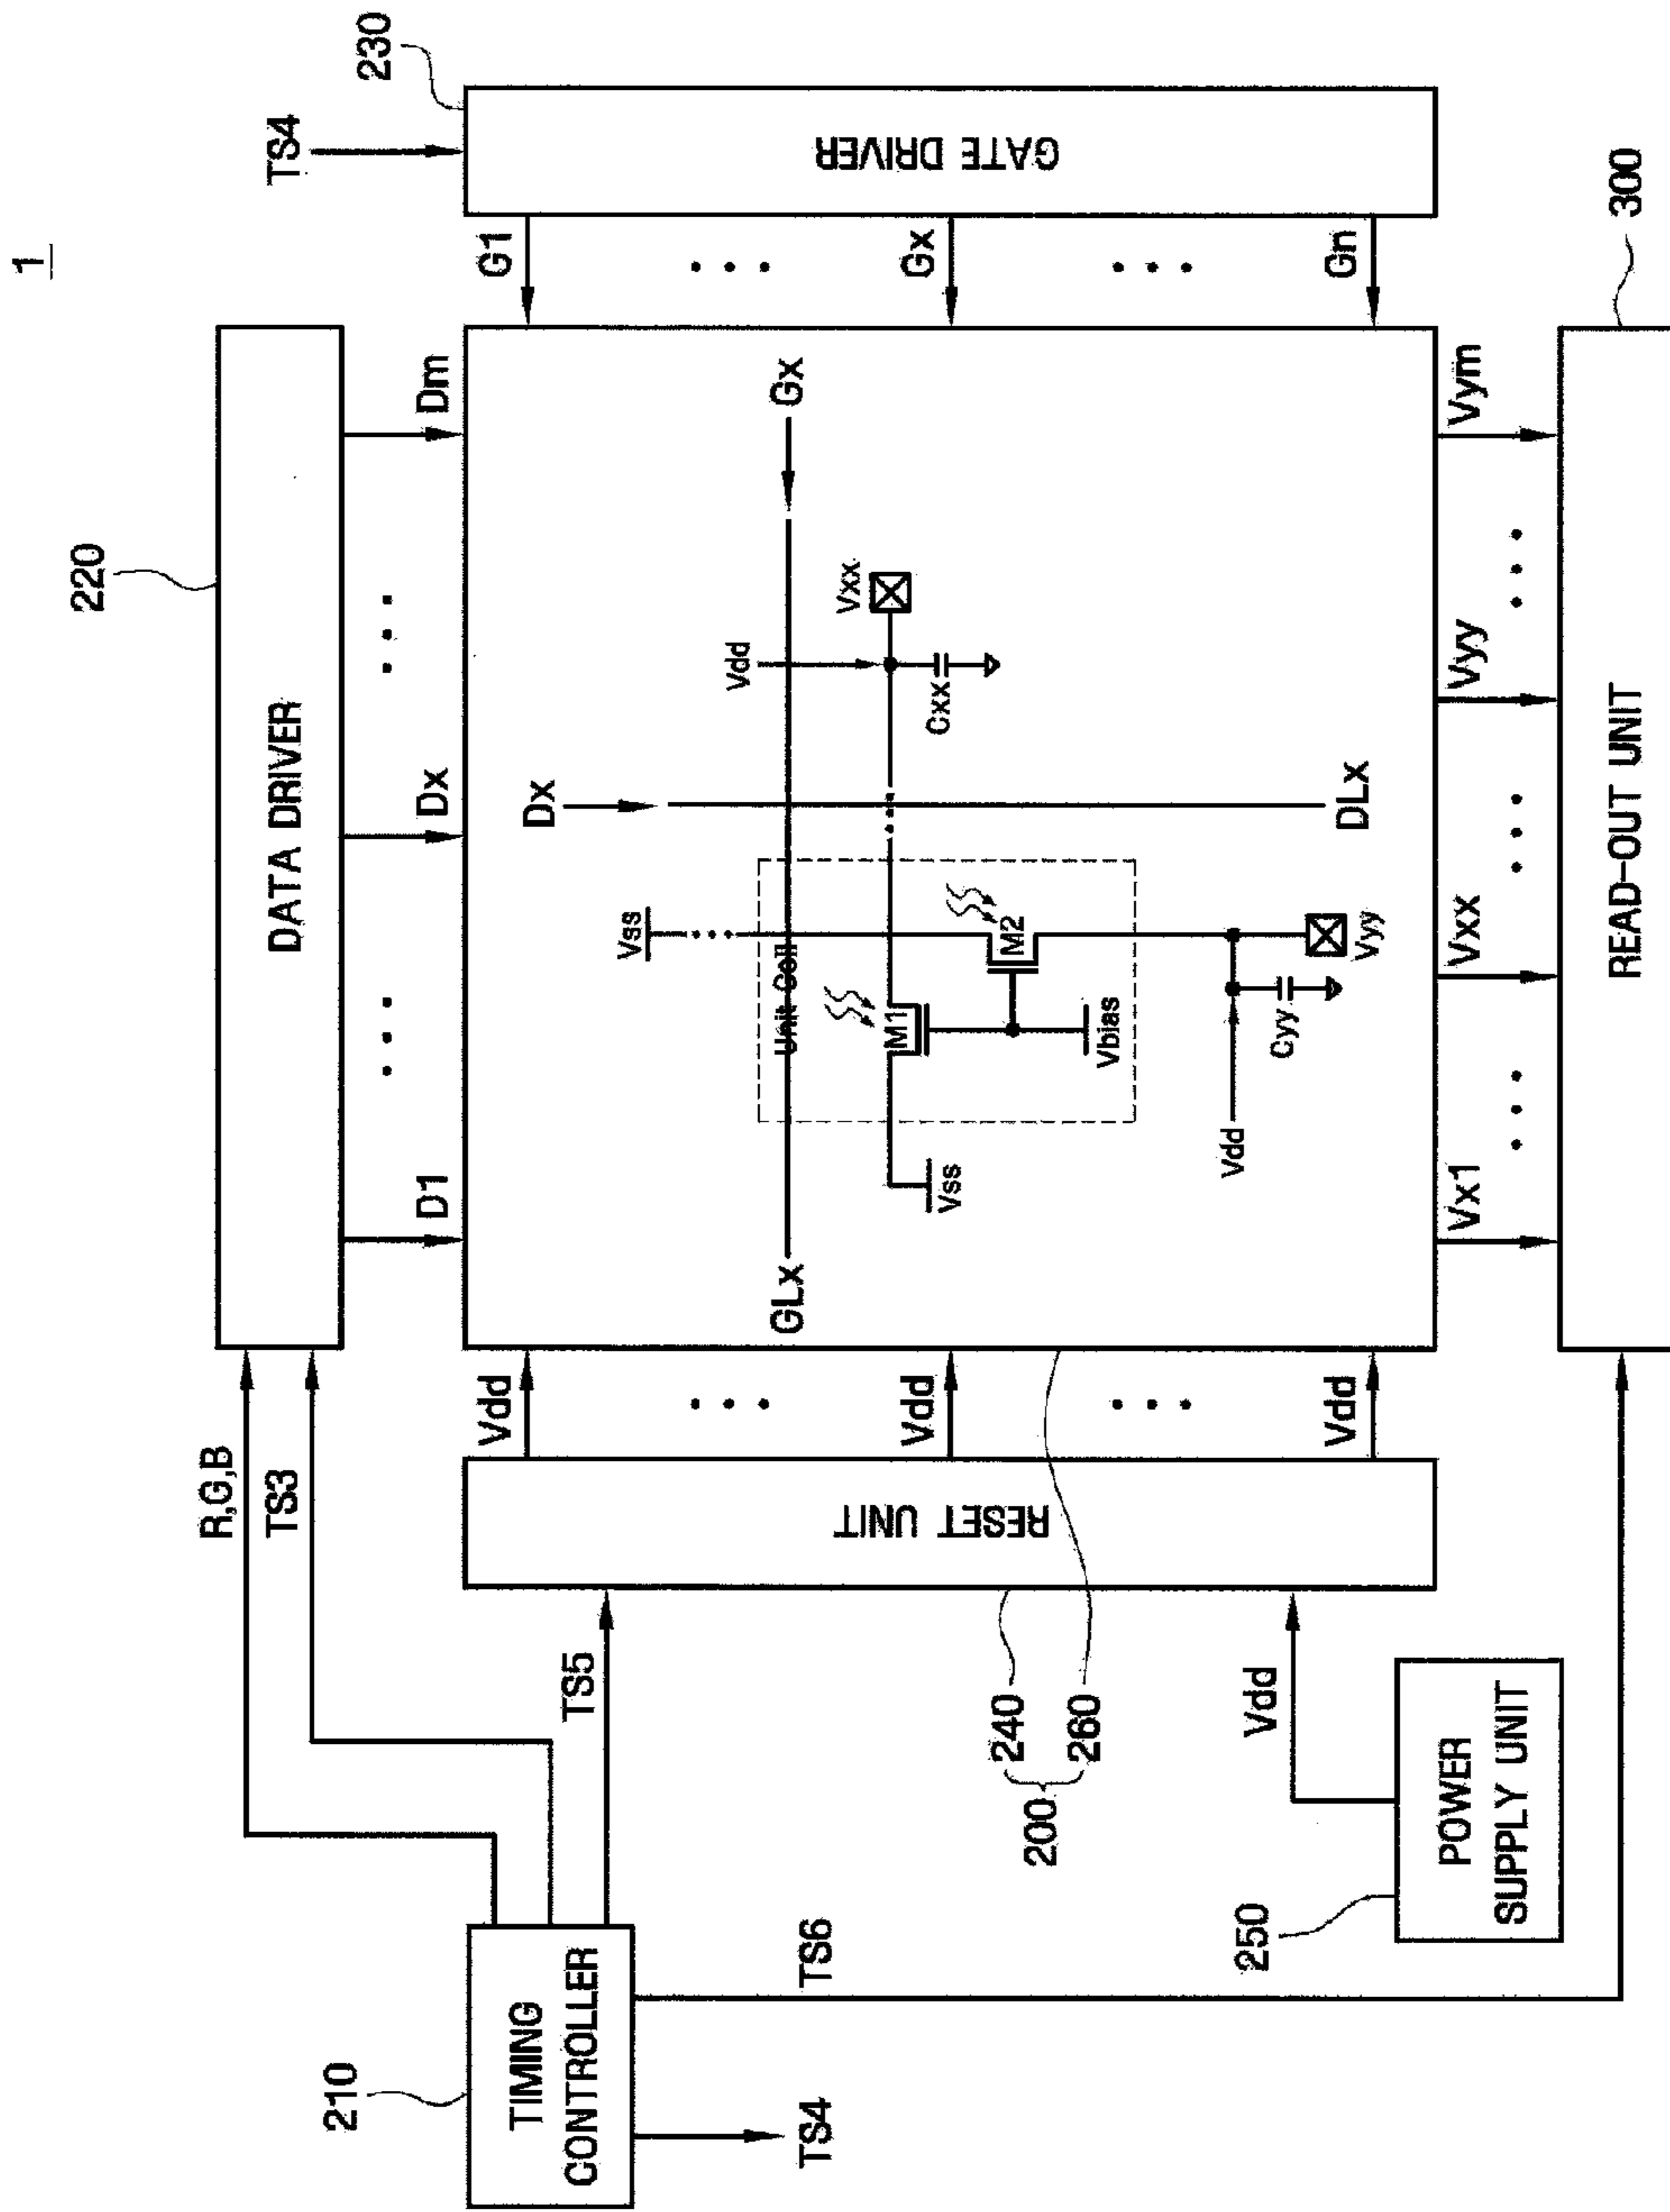 1
220
230
DATA DRIVER
R,G,B
TS3
TS4
D1
Dx
Dm
210
TIMING
CONTROLLER
TS5
TS4
TS6
RESET UNIT
Vdd
Vdd
Vdd
GATE DRIVER
G1
Gx
Gn
Dx
Gx
GLx
Vss
Unit Cell
Vdd
Vxx
M1
Cxx
M2
Vss
Vbias
Vdd
Cyy
Vyy
DLx
240
260
200
Vdd
250
POWER
SUPPLY UNIT
Vx1
Vxx
Vyy
Vym
READ-OUT UNIT
300